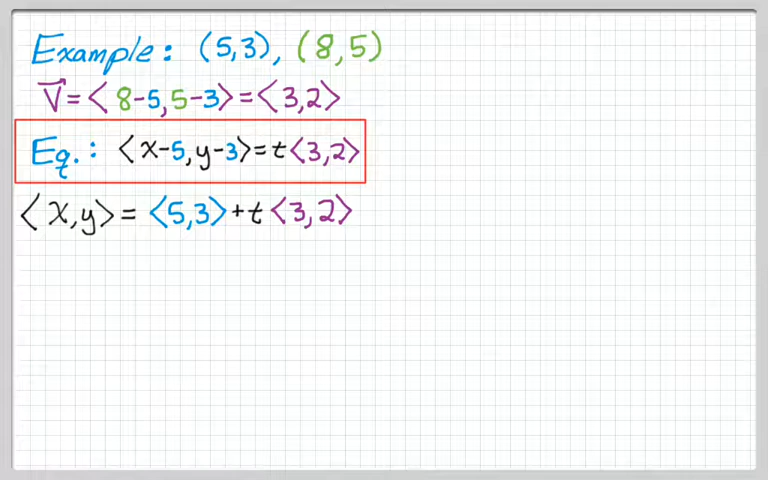 Example: (5,3), (8,5)
V⃗=⟨8-5,5-3⟩=⟨3,2⟩
Eq.: ⟨x-5,y-3⟩=t⟨3,2⟩
⟨x,y⟩=⟨5,3⟩+t⟨3,2⟩